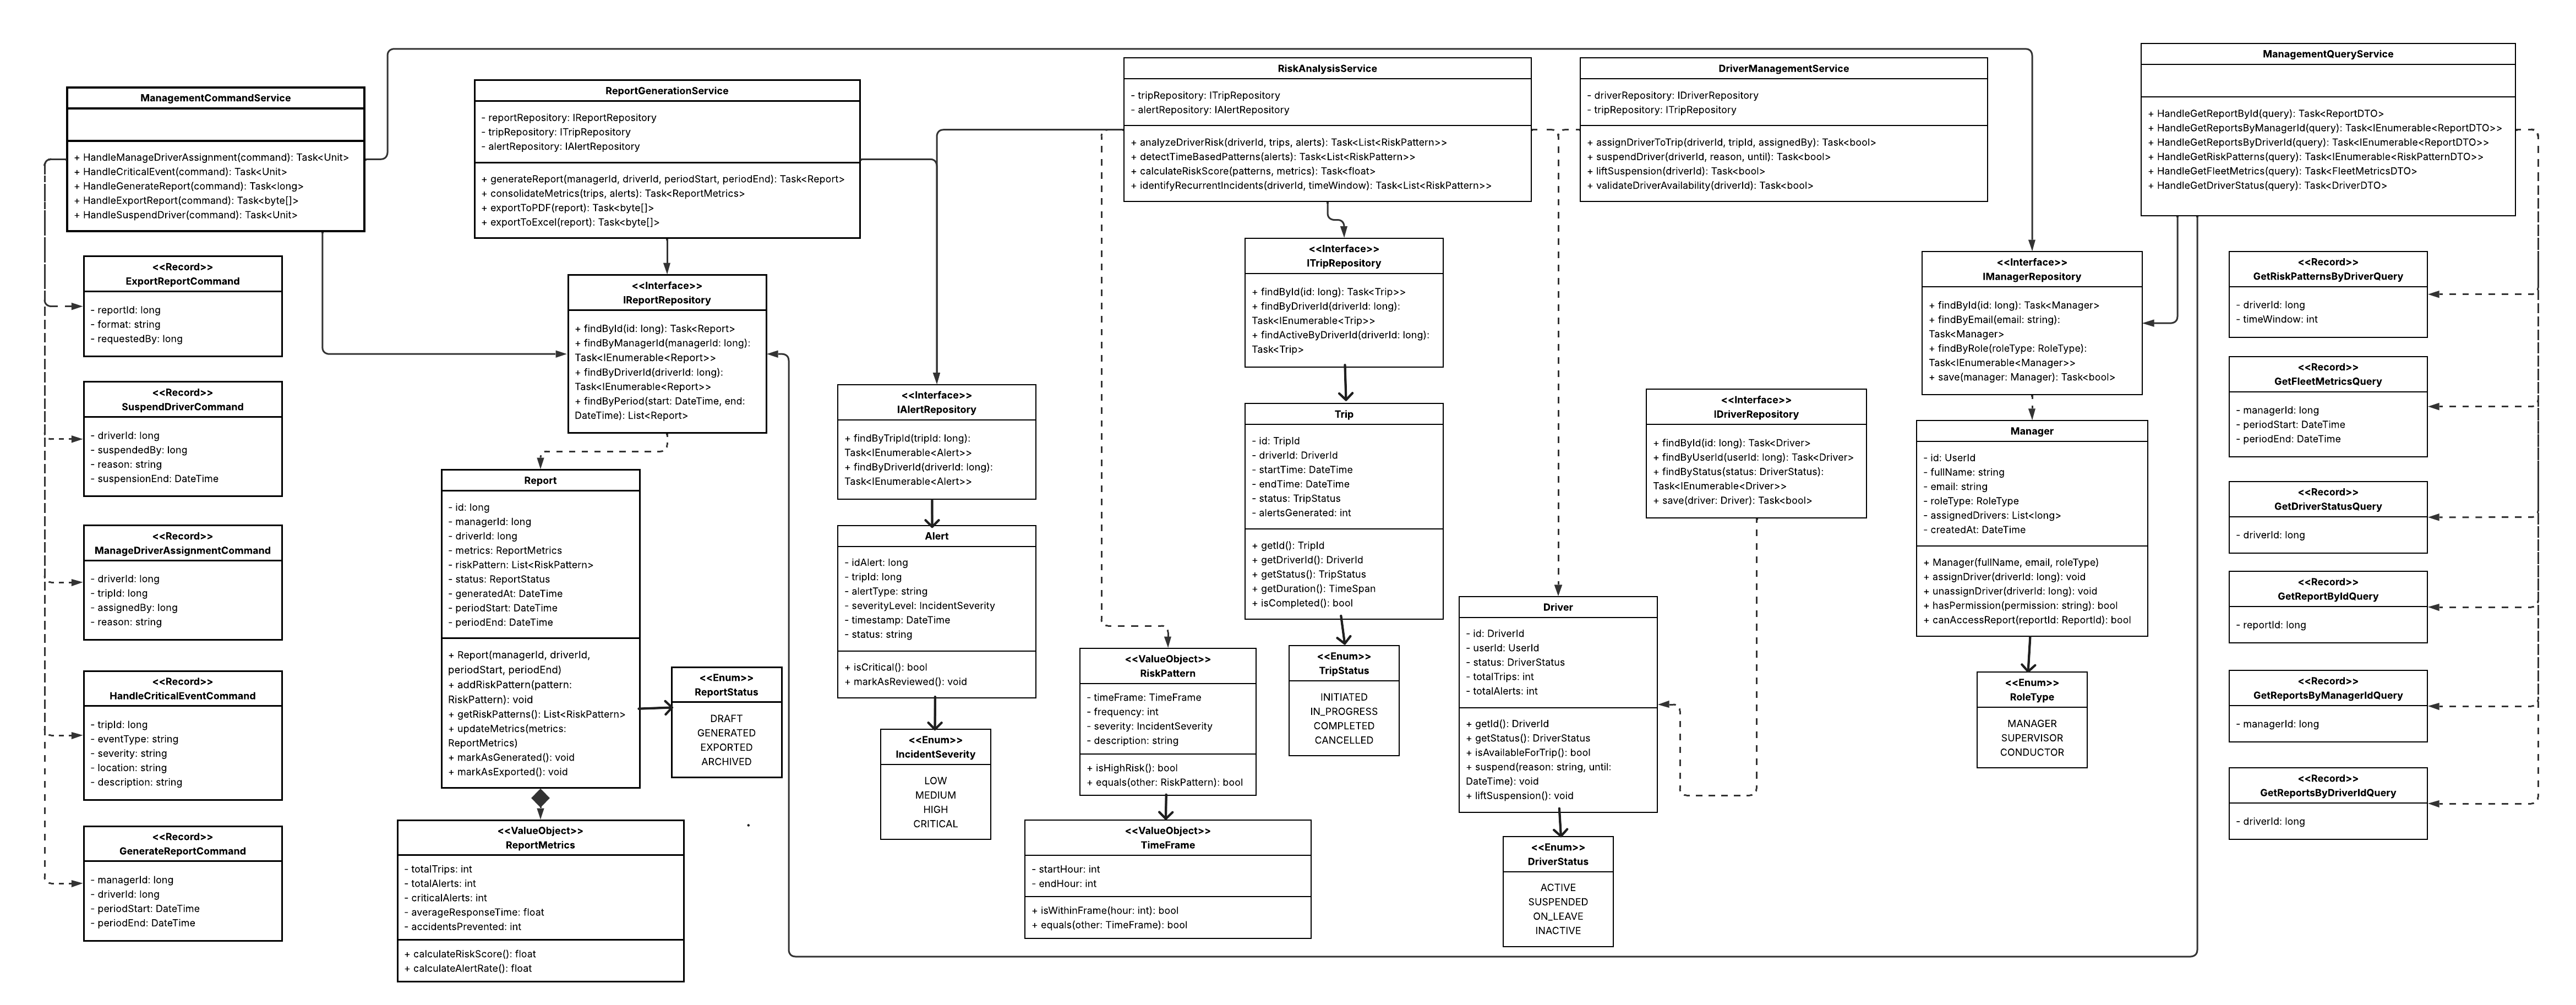 ManagementCommandService
+ HandleManageDriverAssignment(command): Task<Unit>
+ HandleCriticalEvent(command): Task<Unit>
+ HandleGenerateReport(command): Task<long>
+ HandleExportReport(command): Task<byte[]>
+ HandleSuspendDriver(command): Task<Unit>
ReportGenerationService
- reportRepository: IReportRepository
- tripRepository: ITripRepository
- alertRepository: IAlertRepository
+ generateReport(managerId, driverId, periodStart, periodEnd): Task<Report>
+ consolidateMetrics(trips, alerts): Task<ReportMetrics>
+ exportToPDF(report): Task<byte[]>
+ exportToExcel(report): Task<byte[]>
RiskAnalysisService
- tripRepository: ITripRepository
- alertRepository: IAlertRepository
+ analyzeDriverRisk(driverId, trips, alerts): Task<List<RiskPattern>>
+ detectTimeBasedPatterns(alerts): Task<List<RiskPattern>>
+ calculateRiskScore(patterns, metrics): Task<float>
+ identifyRecurrentIncidents(driverId, timeWindow): Task<List<RiskPattern>>
DriverManagementService
- driverRepository: IDriverRepository
- tripRepository: ITripRepository
+ assignDriverToTrip(driverId, tripId, assignedBy): Task<bool>
+ suspendDriver(driverId, reason, until): Task<bool>
+ liftSuspension(driverId): Task<bool>
+ validateDriverAvailability(driverId): Task<bool>
ManagementQueryService
+ HandleGetReportById(query): Task<ReportDTO>
+ HandleGetReportsByManagerId(query): Task<IEnumerable<ReportDTO>>
+ HandleGetReportsByDriverId(query): Task<IEnumerable<ReportDTO>>
+ HandleGetRiskPatterns(query): Task<IEnumerable<RiskPatternDTO>>
+ HandleGetFleetMetrics(query): Task<FleetMetricsDTO>
+ HandleGetDriverStatus(query): Task<DriverDTO>
<<Record>>
ExportReportCommand
- reportId: long
- format: string
- requestedBy: long
<<Record>>
SuspendDriverCommand
- driverId: long
- suspendedBy: long
- reason: string
- suspensionEnd: DateTime
<<Record>>
ManageDriverAssignmentCommand
- driverId: long
- tripId: long
- assignedBy: long
- reason: string
<<Record>>
HandleCriticalEventCommand
- tripId: long
- eventType: string
- severity: string
- location: string
- description: string
<<Record>>
GenerateReportCommand
- managerId: long
- driverId: long
- periodStart: DateTime
- periodEnd: DateTime
<<Interface>>
IReportRepository
+ findById(id: long): Task<Report>
+ findByManagerId(managerId: long):
Task<IEnumerable<Report>>
+ findByDriverId(driverId: long):
Task<IEnumerable<Report>>
+ findByPeriod(start: DateTime, end:
DateTime): List<Report>
Report
- id: long
- managerId: long
- driverId: long
- metrics: ReportMetrics
- riskPattern: List<RiskPattern>
- status: ReportStatus
- generatedAt: DateTime
- periodStart: DateTime
- periodEnd: DateTime
+ Report(managerId, driverId,
periodStart, periodEnd)
+ addRiskPattern(pattern:
RiskPattern): void
+ getRiskPatterns(): List<RiskPattern>
+ updateMetrics(metrics:
ReportMetrics)
+ markAsGenerated(): void
+ markAsExported(): void
<<Enum>>
ReportStatus
DRAFT
GENERATED
EXPORTED
ARCHIVED
<<ValueObject>>
ReportMetrics
- totalTrips: int
- totalAlerts: int
- criticalAlerts: int
- averageResponseTime: float
- accidentsPrevented: int
+ calculateRiskScore(): float
+ calculateAlertRate(): float
<<Interface>>
IAlertRepository
+ findByTripId(tripId: long):
Task<IEnumerable<Alert>>
+ findByDriverId(driverId: long):
Task<IEnumerable<Alert>>
Alert
- idAlert: long
- tripId: long
- alertType: string
- severityLevel: IncidentSeverity
- timestamp: DateTime
- status: string
+ isCritical(): bool
+ markAsReviewed(): void
<<Enum>>
IncidentSeverity
LOW
MEDIUM
HIGH
CRITICAL
<<ValueObject>>
RiskPattern
- timeFrame: TimeFrame
- frequency: int
- severity: IncidentSeverity
- description: string
+ isHighRisk(): bool
+ equals(other: RiskPattern): bool
<<ValueObject>>
TimeFrame
- startHour: int
- endHour: int
+ isWithinFrame(hour: int): bool
+ equals(other: TimeFrame): bool
<<Interface>>
ITripRepository
+ findById(id: long): Task<Trip>>
+ findByDriverId(driverId: long):
Task<IEnumerable<Trip>>
+ findActiveByDriverId(driverId: long):
Task<Trip>
Trip
- id: TripId
- driverId: DriverId
- startTime: DateTime
- endTime: DateTime
- status: TripStatus
- alertsGenerated: int
+ getId(): TripId
+ getDriverId(): DriverId
+ getStatus(): TripStatus
+ getDuration(): TimeSpan
+ isCompleted(): bool
<<Enum>>
TripStatus
INITIATED
IN_PROGRESS
COMPLETED
CANCELLED
Driver
- id: DriverId
- userId: UserId
- status: DriverStatus
- totalTrips: int
- totalAlerts: int
+ getId(): DriverId
+ getStatus(): DriverStatus
+ isAvailableForTrip(): bool
+ suspend(reason: string, until:
DateTime): void
+ liftSuspension(): void
<<Enum>>
DriverStatus
ACTIVE
SUSPENDED
ON_LEAVE
INACTIVE
<<Interface>>
IDriverRepository
+ findById(id: long): Task<Driver>
+ findByUserId(userId: long): Task<Driver>
+ findByStatus(status: DriverStatus):
Task<IEnumerable<Driver>>
+ save(driver: Driver): Task<bool>
<<Interface>>
IManagerRepository
+ findById(id: long): Task<Manager>
+ findByEmail(email: string):
Task<Manager>
+ findByRole(roleType: RoleType):
Task<IEnumerable<Manager>>
+ save(manager: Manager): Task<bool>
Manager
- id: UserId
- fullName: string
- email: string
- roleType: RoleType
- assignedDrivers: List<long>
- createdAt: DateTime
+ Manager(fullName, email, roleType)
+ assignDriver(driverId: long): void
+ unassignDriver(driverId: long): void
+ hasPermission(permission: string): bool
+ canAccessReport(reportId: ReportId): bool
<<Enum>>
RoleType
MANAGER
SUPERVISOR
CONDUCTOR
<<Record>>
GetRiskPatternsByDriverQuery
- driverId: long
- timeWindow: int
<<Record>>
GetFleetMetricsQuery
- managerId: long
- periodStart: DateTime
- periodEnd: DateTime
<<Record>>
GetDriverStatusQuery
- driverId: long
<<Record>>
GetReportByIdQuery
- reportId: long
<<Record>>
GetReportsByManagerIdQuery
- managerId: long
<<Record>>
GetReportsByDriverIdQuery
- driverId: long